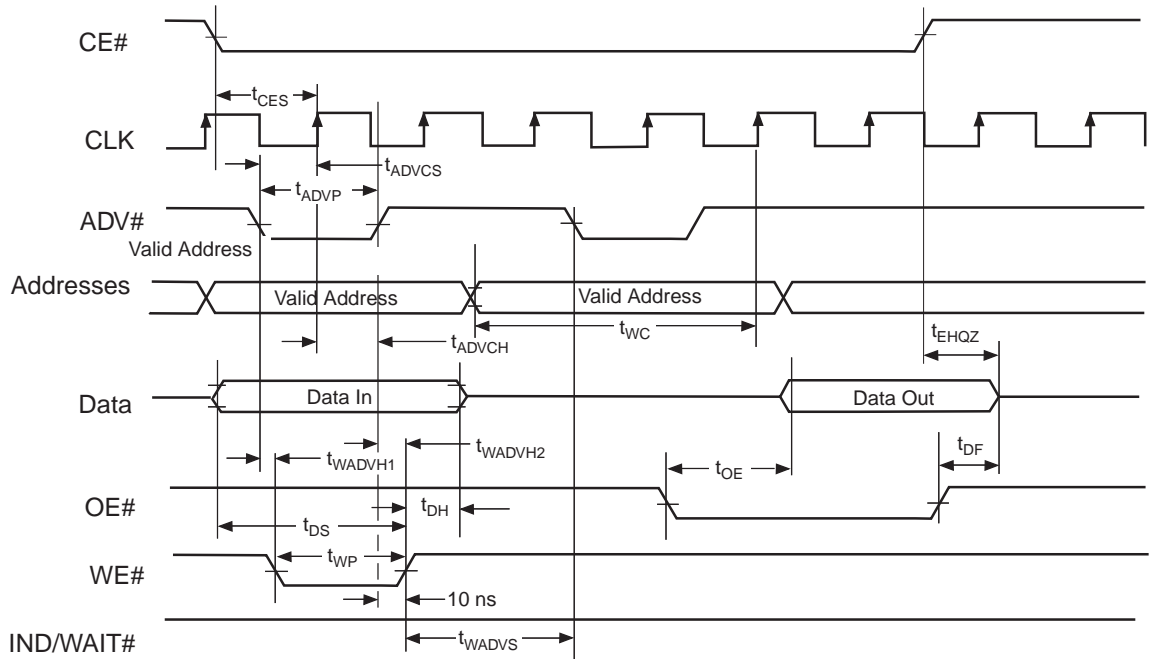 CE#
tCES
CLK
tADVCS
tADVP
ADV#
Valid Address
Addresses
Valid Address
Valid Address
tWC
tEHQZ
tADVCH
Data
Data In
Data Out
tWADVH1
tWADVH2
tOE
tDF
OE#
tDH
tDS
tWP
WE#
10 ns
tWADVS
IND/WAIT#